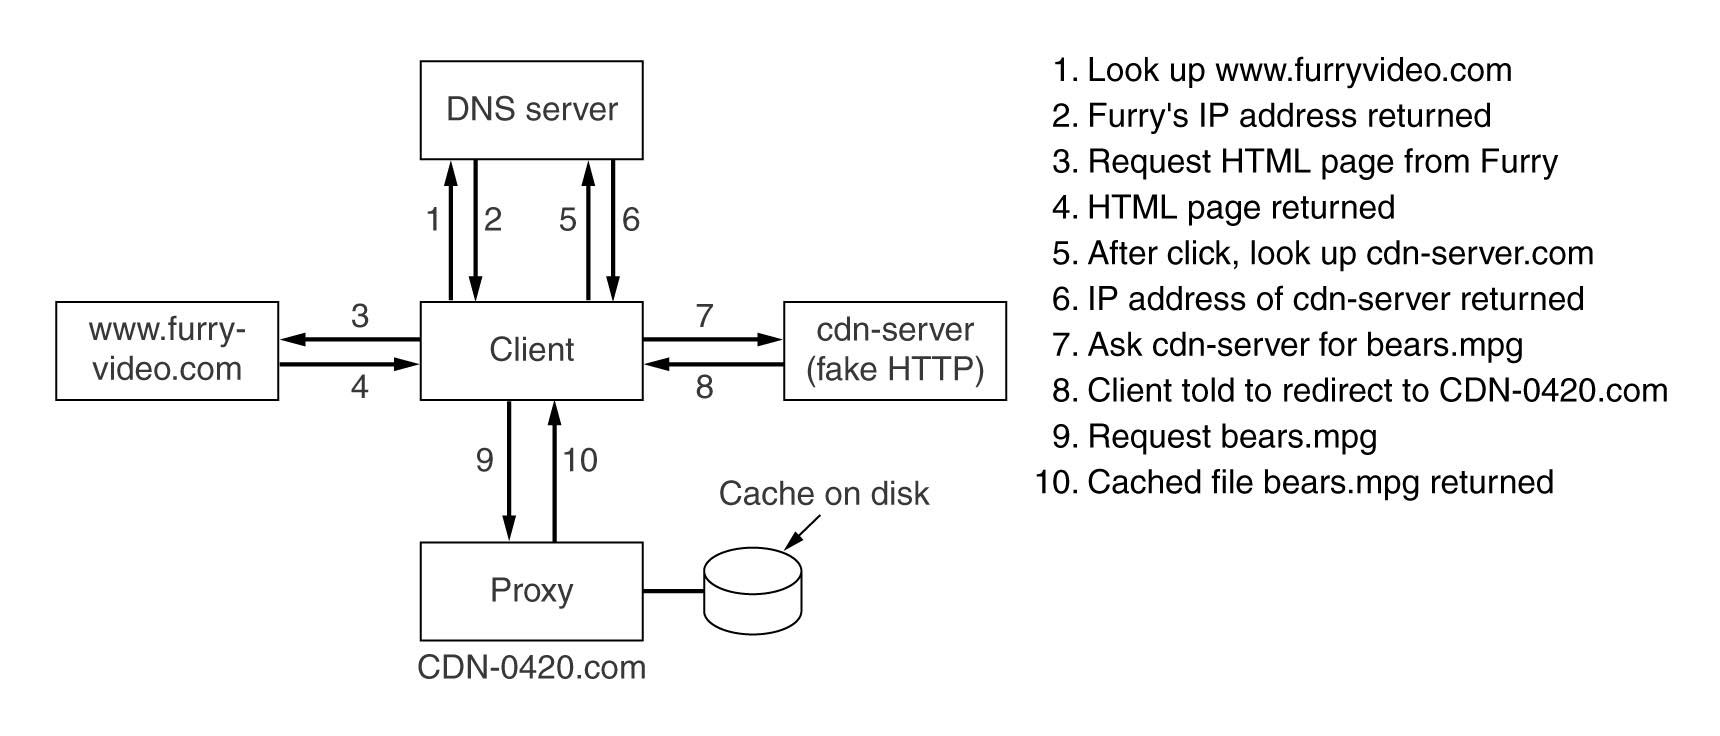 DNS server
1
2
5
6
www.furry-
video.com
3
4
Client
7
8
cdn-server
(fake HTTP)
9
10
Cache on disk
Proxy
CDN-0420.com
1. Look up www.furryvideo.com
2. Furry's IP address returned
3. Request HTML page from Furry
4. HTML page returned
5. After click, look up cdn-server.com
6. IP address of cdn-server returned
7. Ask cdn-server for bears.mpg
8. Client told to redirect to CDN-0420.com
9. Request bears.mpg
10. Cached file bears.mpg returned